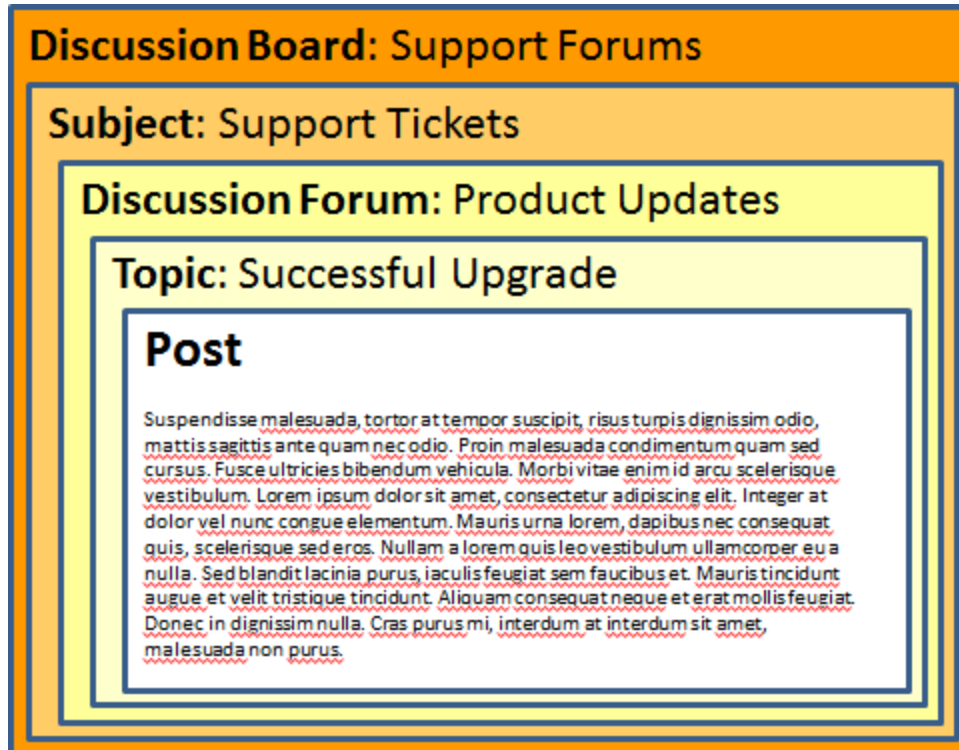 Discussion Board: Support Forums
Subject: Support Tickets
Discussion Forum: Product Updates
Topic: Successful Upgrade
Post
Suspendisse malesuada, tortor at tempor suscipit, risus turpis dignissim odio,
mattis sagittis ante quam nec odio. Proin malesuada condimentum quam sed
cursus. Fusce ultricies bibendum vehicula. Morbi vitae enim id arcu scelerisque
vestibulum. Lorem ipsum dolor sit amet, consectetur adipiscing elit. Integer at
dolor vel nunc congue elementum. Mauris urna lorem, dapibus nec consequat
quis, scelerisque sed eros. Nullam a lorem quis leo vestibulum ullamcorper eu a
nulla. Sed blandit lacinia purus, iaculis feugiat sem faucibus et. Mauris tincidunt
augue et velit tristique tincidunt. Aliquam consequat neque et erat mollis feugiat.
Donec in dignissim nulla. Cras purus mi, interdum at interdum sit amet,
malesuada non purus.